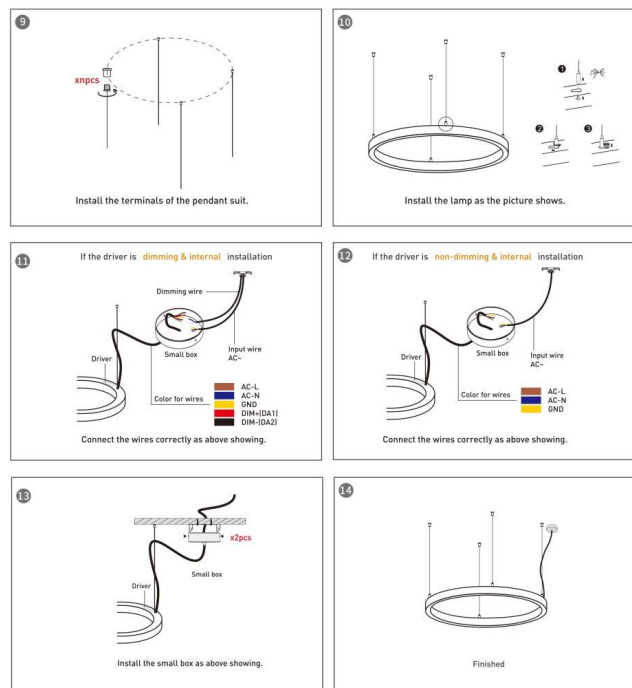 9
xnpcs
Install the terminals of the pendant suit.
10
1
2
3
Install the lamp as the picture shows.
11
If the driver is dimming & internal installation
Dimming wire
Small box
Input wire
AC~
Driver
Color for wires
AC-L
AC-N
GND
DIM+(DA1)
DIM-(DA2)
Connect the wires correctly as above showing.
12
If the driver is non-dimming & internal installation
Small box
Input wire
AC~
Driver
Color for wires
AC-L
AC-N
GND
Connect the wires correctly as above showing.
13
x2pcs
Small box
Driver
Install the small box as above showing.
14
Finished